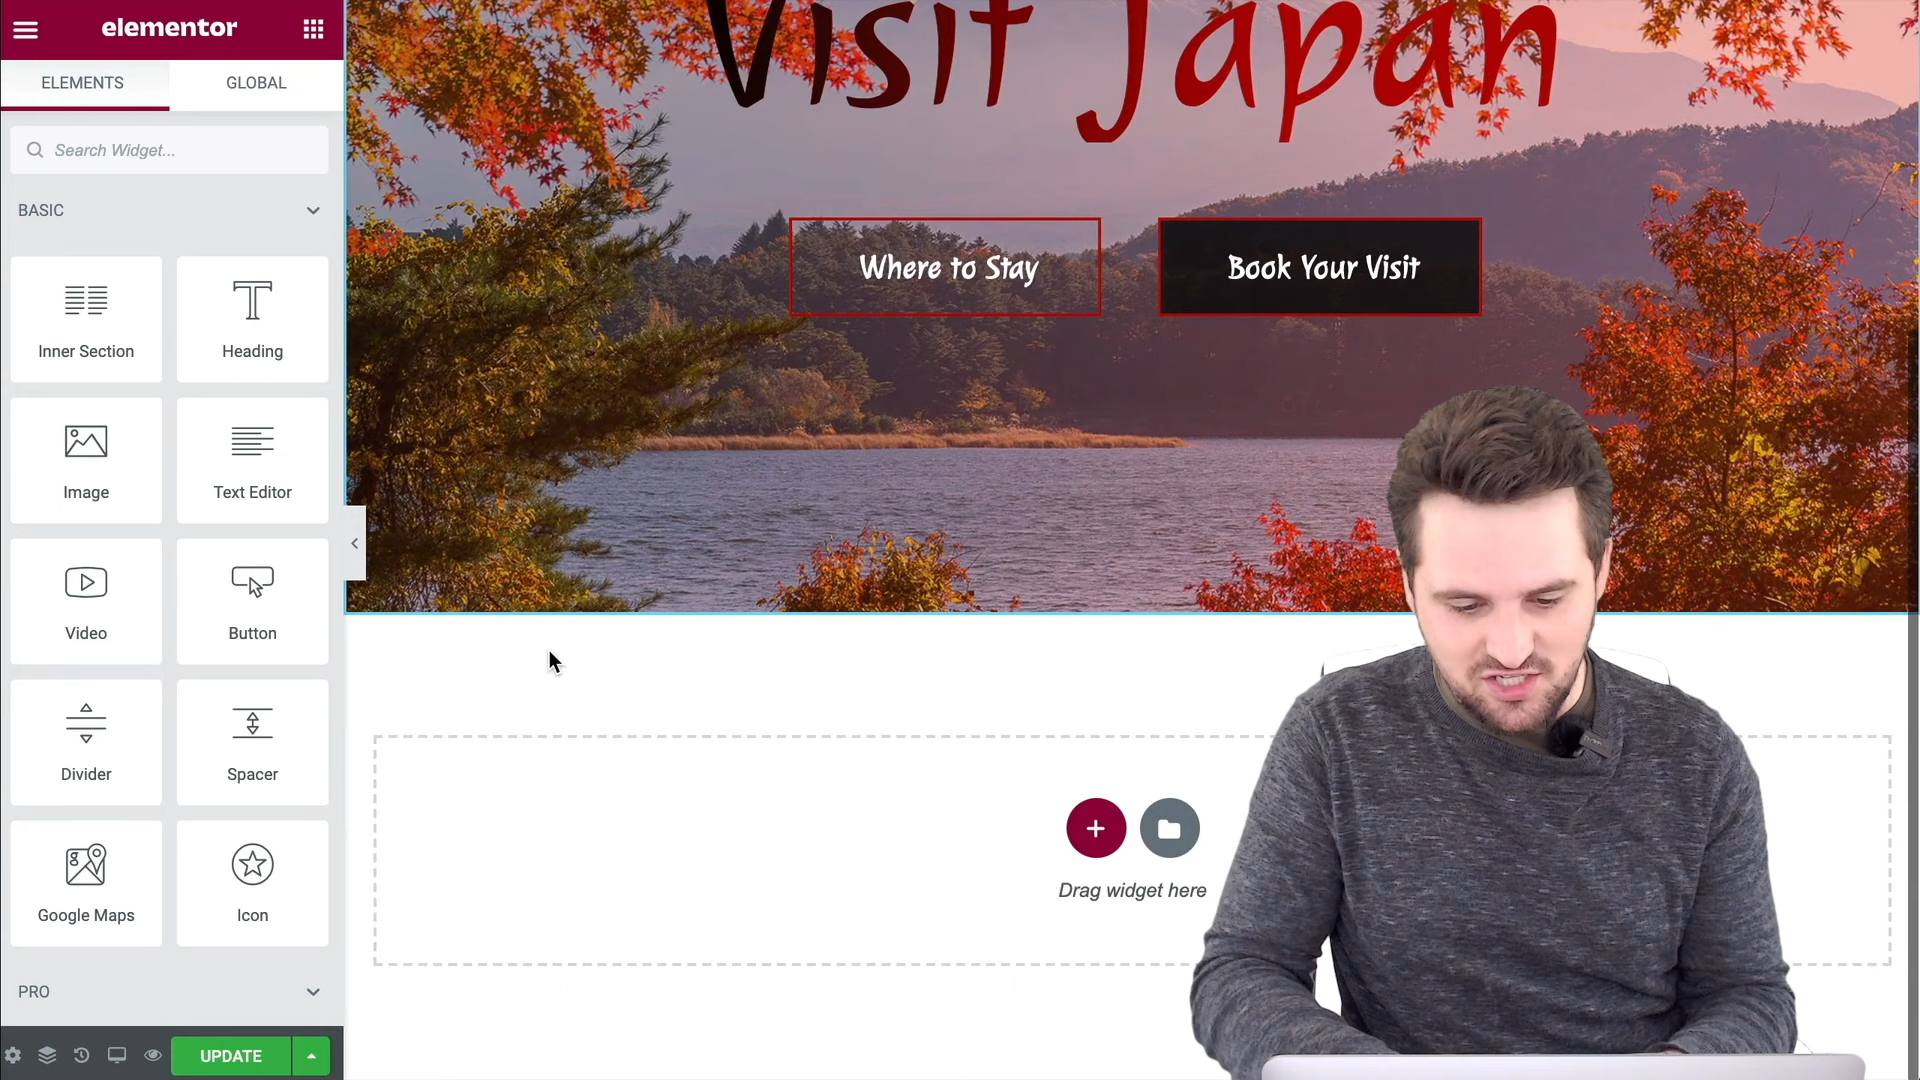 elementor
ELEMENTS
GLOBAL
Search Widget...
BASIC
Inner Section
Heading
Image
Text Editor
Video
Button
Divider
Spacer
Google Maps
Icon
PRO
UPDATE
Visit Japan
Where to Stay
Book Your Visit
Drag widget here